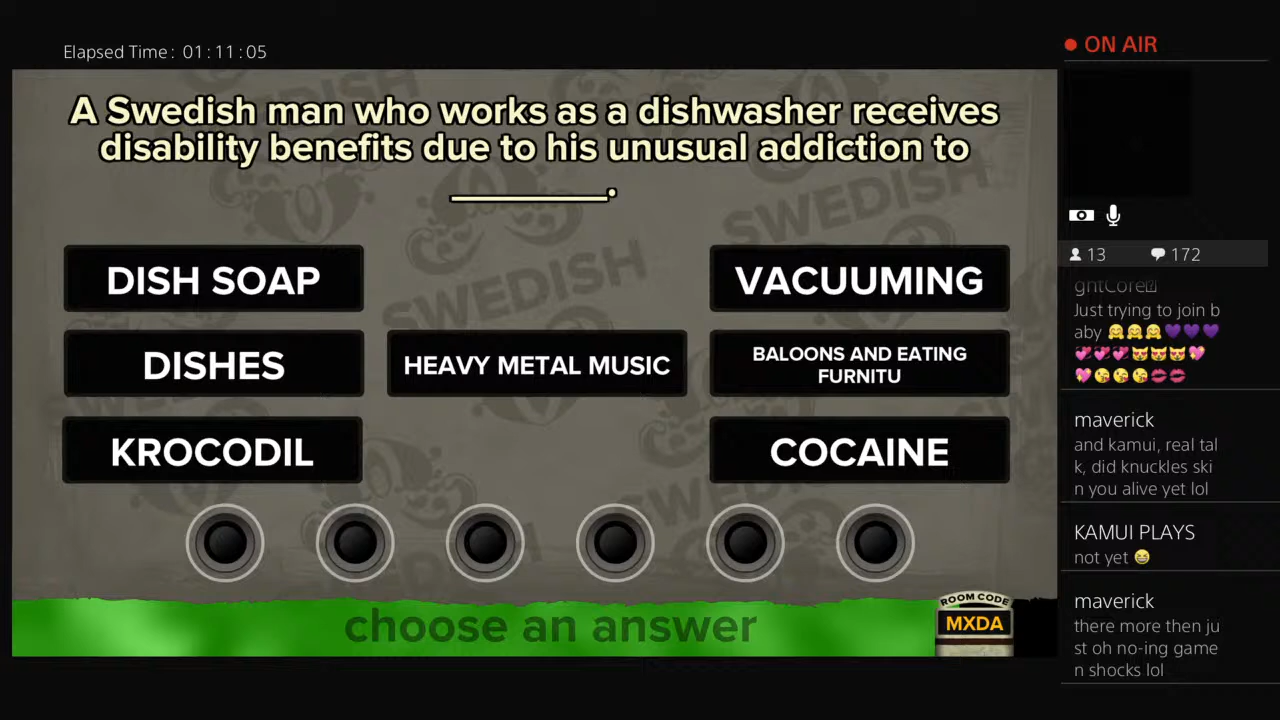 Elapsed Time: 01:11:05
ON AIR
A Swedish man who works as a dishwasher receives
disability benefits due to his unusual addiction to
________.
DISH SOAP
VACUUMING
DISHES
HEAVY METAL MUSIC
BALOONS AND EATING
FURNITU
KROCODIL
COCAINE
choose an answer
ROOM CODE
MXDA
SWEDISH
SWEDISH
SWEDISH
13
172
Just trying to join b
aby 🤗🤗🤗💜💜💜
💞💞💞😻😻😻💖
💖😘😘😘💋💋
maverick
and kamui, real tal
k, did knuckles ski
n you alive yet lol
KAMUI PLAYS
not yet 😆
maverick
there more then ju
st oh no-ing game
n shocks lol